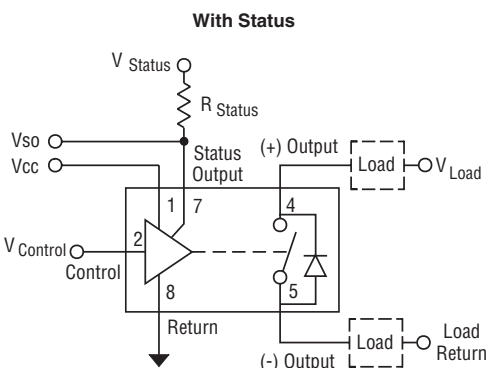 With Status
V Status
R Status
Vso
Vcc
Status
Output
(+) Output
Load
V Load
1
7
4
2
V Control
Control
8
5
Return
Load
Load
Return
(-) Output